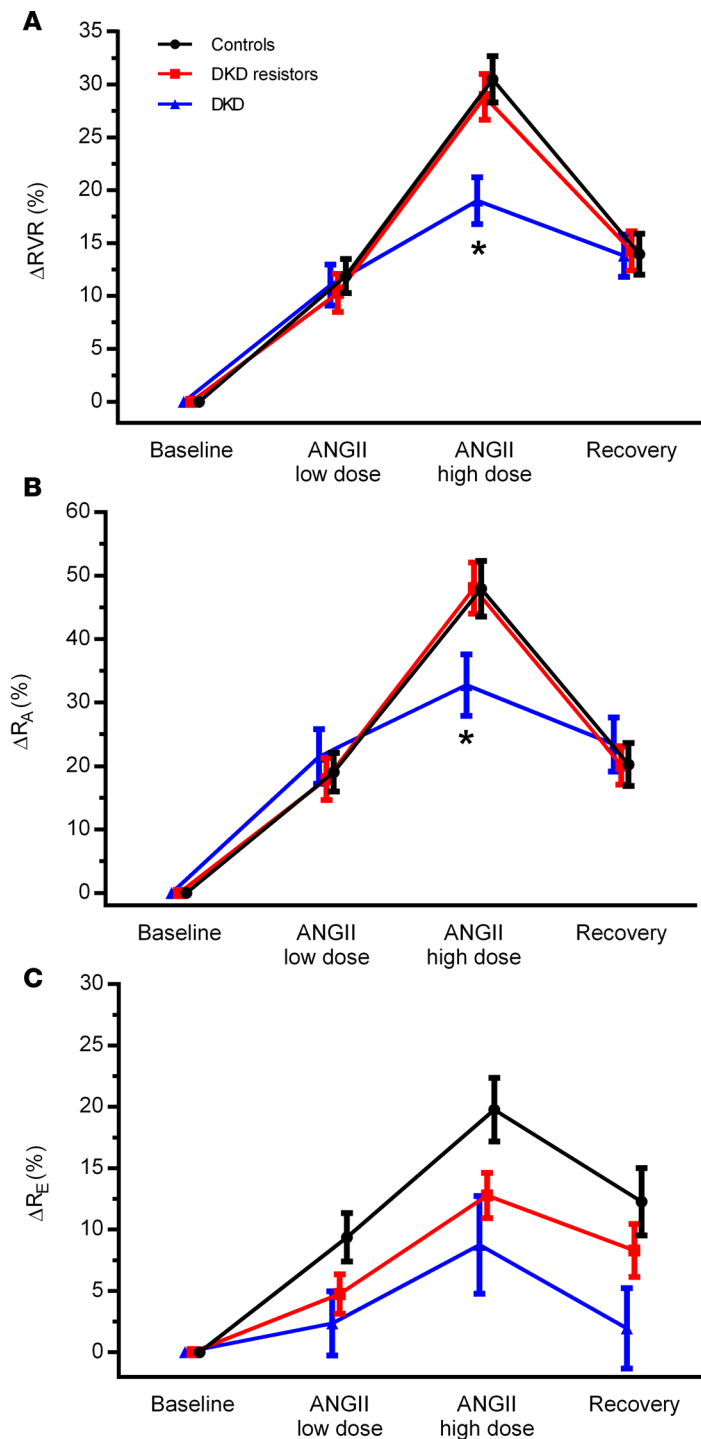 A
35
30
25
20
15
10
5
0
ΔRVR (%)
Controls
DKD resistors
DKD
*
Baseline
ANGII
low dose
ANGII
high dose
Recovery
B
60
50
40
30
20
10
0
ΔRA (%)
*
Baseline
ANGII
low dose
ANGII
high dose
Recovery
C
30
25
20
15
10
5
0
ΔRE (%)
Baseline
ANGII
low dose
ANGII
high dose
Recovery